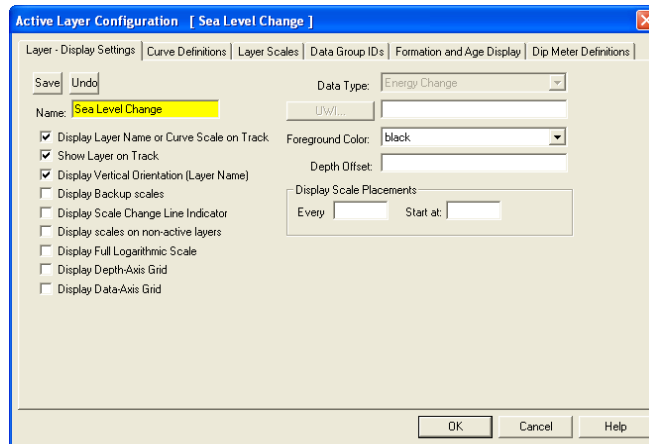 Active Layer Configuration [ Sea Level Change ]
Layer - Display Settings Curve Definitions Layer Scales Data Group IDs Formation and Age Display Dip Meter Definitions
Save Undo
Name: Sea Level Change
Display Layer Name or Curve Scale on Track
Show Layer on Track
Display Vertical Orientation (Layer Name)
Display Backup scales
Display Scale Change Line Indicator
Display scales on non-active layers
Display Full Logarithmic Scale
Display Depth-Axis Grid
Display Data-Axis Grid
Data Type: Energy Change
UWI...
Foreground Color: black
Depth Offset:
Display Scale Placements
Every Start at:
OK Cancel Help